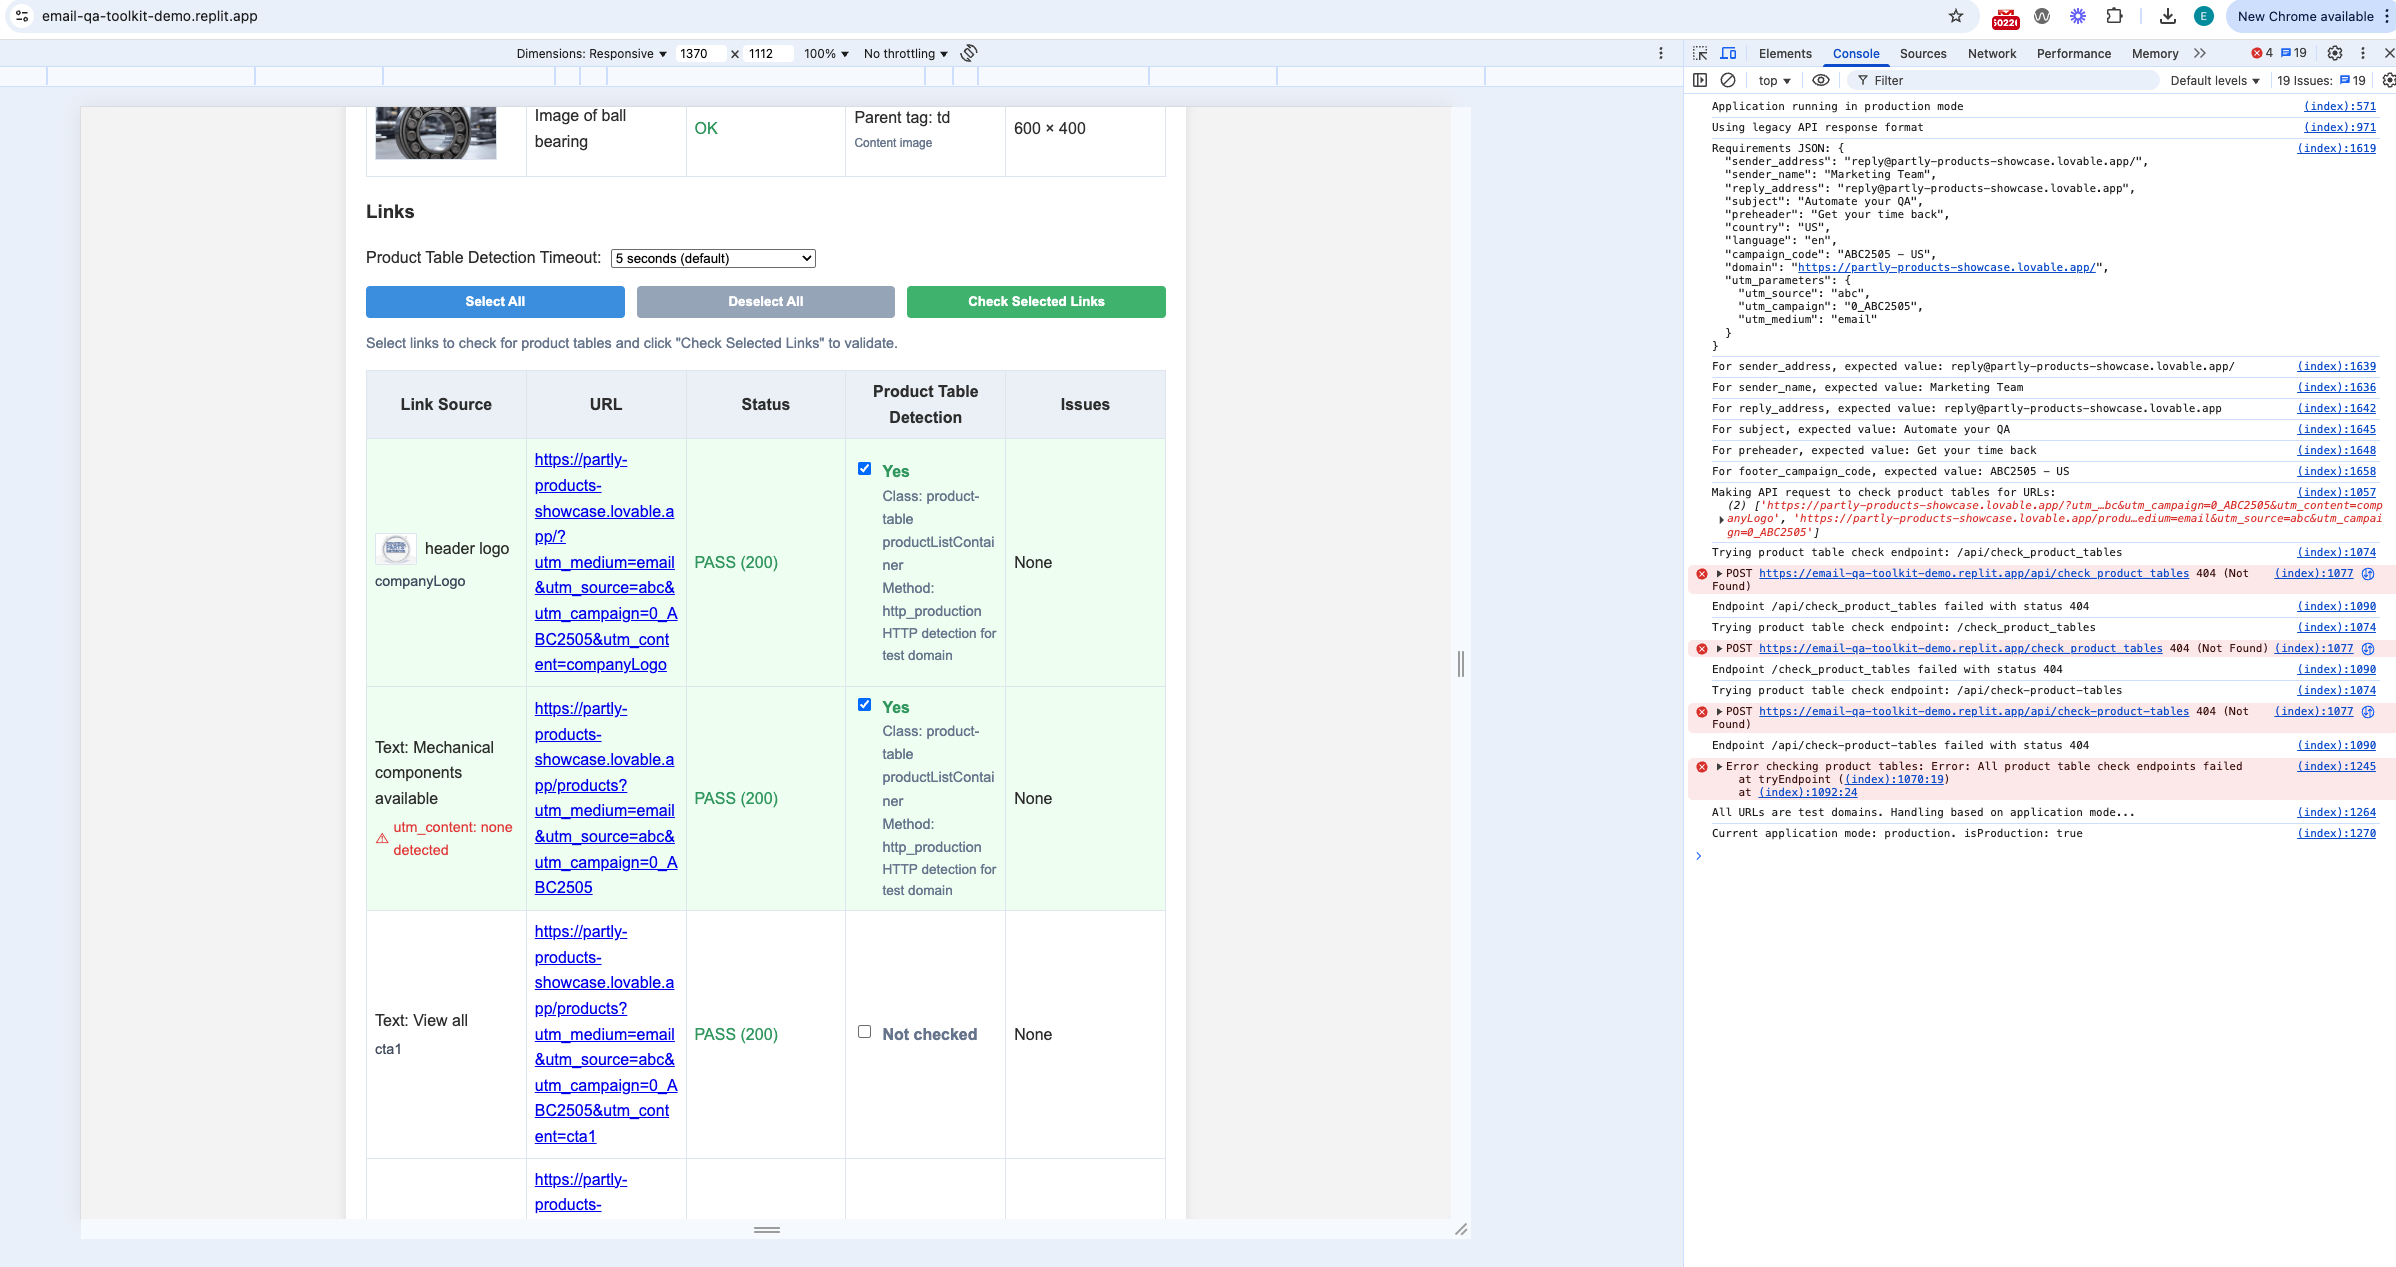 email-qa-toolkit-demo.replit.app
E
New Chrome available
Dimensions: Responsive
1370
x
1112
100%
No throttling
Elements
Console
Sources
Network
Performance
Memory
4
19
top
Filter
Default levels
19 Issues:
19
Image of ball
bearing
OK
Parent tag: td
Content image
600 × 400
Links
Product Table Detection Timeout:
5 seconds (default)
Select All
Deselect All
Check Selected Links
Select links to check for product tables and click "Check Selected Links" to validate.
Link Source
URL
Status
Product Table
Detection
Issues
header logo
companyLogo
https://partly-
products-
showcase.lovable.a
pp/?
utm_medium=email
&utm_source=abc&
utm_campaign=0_A
BC2505&utm_cont
ent=companyLogo
PASS (200)
Yes
Class: product-
table
productListContai
ner
Method:
http_production
HTTP detection for
test domain
None
Text: Mechanical
components
available
utm_content: none
detected
https://partly-
products-
showcase.lovable.a
pp/products?
utm_medium=email
&utm_source=abc&
utm_campaign=0_A
BC2505
PASS (200)
Yes
Class: product-
table
productListContai
ner
Method:
http_production
HTTP detection for
test domain
None
Text: View all
cta1
https://partly-
products-
showcase.lovable.a
pp/products?
utm_medium=email
&utm_source=abc&
utm_campaign=0_A
BC2505&utm_cont
ent=cta1
PASS (200)
Not checked
None
https://partly-
products-
Application running in production mode (index):571
Using legacy API response format (index):971
Requirements JSON: { (index):1619
"sender_address": "reply@partly-products-showcase.lovable.app/",
"sender_name": "Marketing Team",
"reply_address": "reply@partly-products-showcase.lovable.app",
"subject": "Automate your QA",
"preheader": "Get your time back",
"country": "US",
"language": "en",
"campaign_code": "ABC2505 - US",
"domain": "https://partly-products-showcase.lovable.app/",
"utm_parameters": {
"utm_source": "abc",
"utm_campaign": "0_ABC2505",
"utm_medium": "email"
}
}
For sender_address, expected value: reply@partly-products-showcase.lovable.app/ (index):1639
For sender_name, expected value: Marketing Team (index):1636
For reply_address, expected value: reply@partly-products-showcase.lovable.app (index):1642
For subject, expected value: Automate your QA (index):1645
For preheader, expected value: Get your time back (index):1648
For footer_campaign_code, expected value: ABC2505 - US (index):1658
Making API request to check product tables for URLs: (index):1057
(2) ['https://partly-products-showcase.lovable.app/?utm_…bc&utm_campaign=0_ABC2505&utm_content=comp
anyLogo', 'https://partly-products-showcase.lovable.app/produ…edium=email&utm_source=abc&utm_campai
gn=0_ABC2505']
Trying product table check endpoint: /api/check_product_tables (index):1074
POST https://email-qa-toolkit-demo.replit.app/api/check_product_tables 404 (Not (index):1077
Found)
Endpoint /api/check_product_tables failed with status 404 (index):1090
Trying product table check endpoint: /check_product_tables (index):1074
POST https://email-qa-toolkit-demo.replit.app/check_product_tables 404 (Not Found) (index):1077
Endpoint /check_product_tables failed with status 404 (index):1090
Trying product table check endpoint: /api/check-product-tables (index):1074
POST https://email-qa-toolkit-demo.replit.app/api/check-product-tables 404 (Not (index):1077
Found)
Endpoint /api/check-product-tables failed with status 404 (index):1090
Error checking product tables: Error: All product table check endpoints failed (index):1245
at tryEndpoint ((index):1070:19)
at (index):1092:24
All URLs are test domains. Handling based on application mode... (index):1264
Current application mode: production. isProduction: true (index):1270